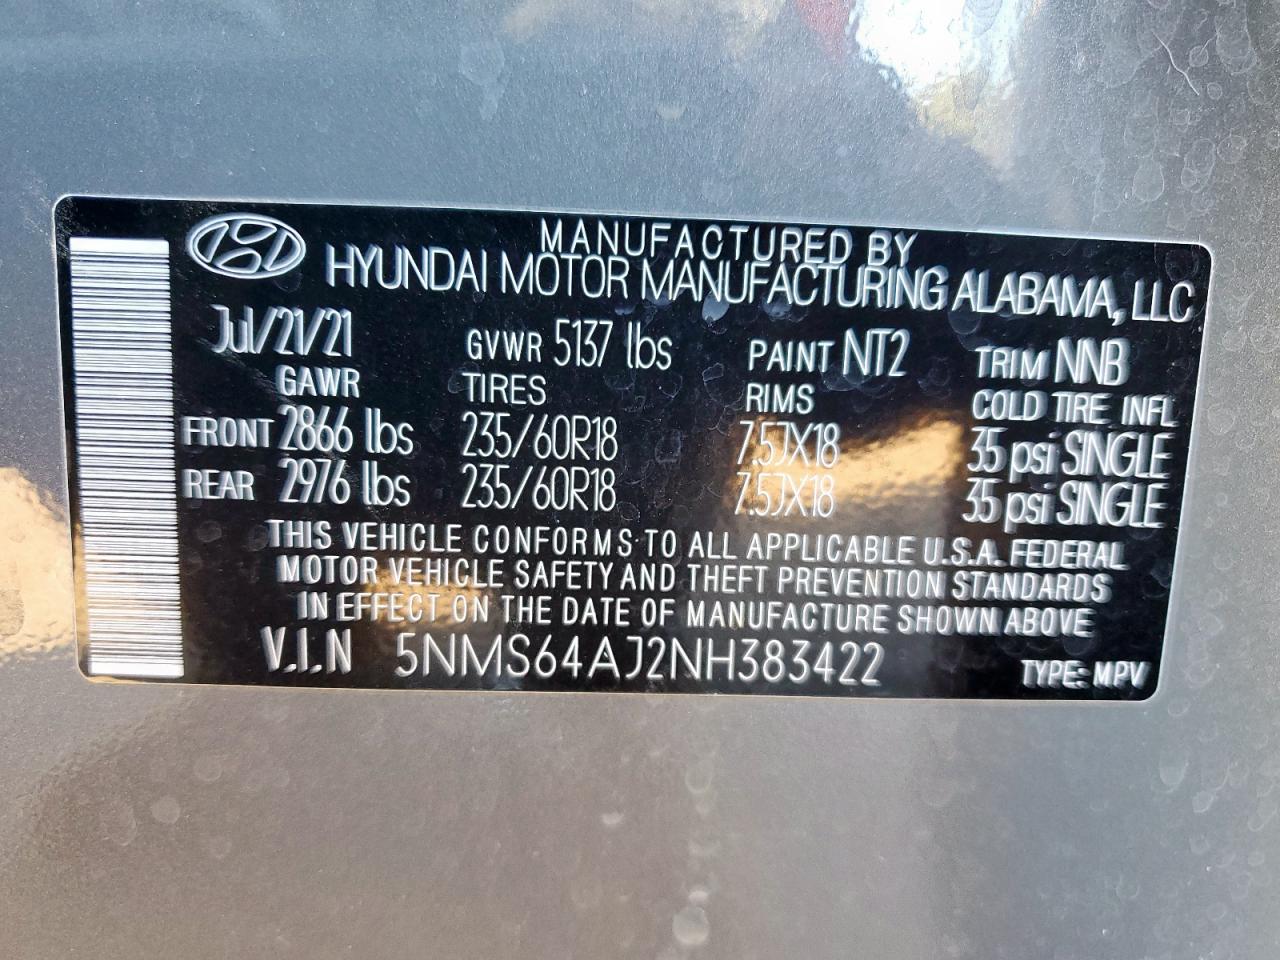 MANUFACTURED BY
HYUNDAI MOTOR MANUFACTURING ALABAMA, LLC
Jul/21/21 GVWR 5137 lbs PAINT NT2 TRIM NNB
GAWR TIRES RIMS COLD TIRE INFL
FRONT 2866 lbs 235/60R18 7.5JX18 35 psi SINGLE
REAR 2976 lbs 235/60R18 7.5JX18 35 psi SINGLE
THIS VEHICLE CONFORMS TO ALL APPLICABLE U.S.A. FEDERAL
MOTOR VEHICLE SAFETY AND THEFT PREVENTION STANDARDS
IN EFFECT ON THE DATE OF MANUFACTURE SHOWN ABOVE
V.I.N 5NMS64AJ2NH383422 TYPE: MPV